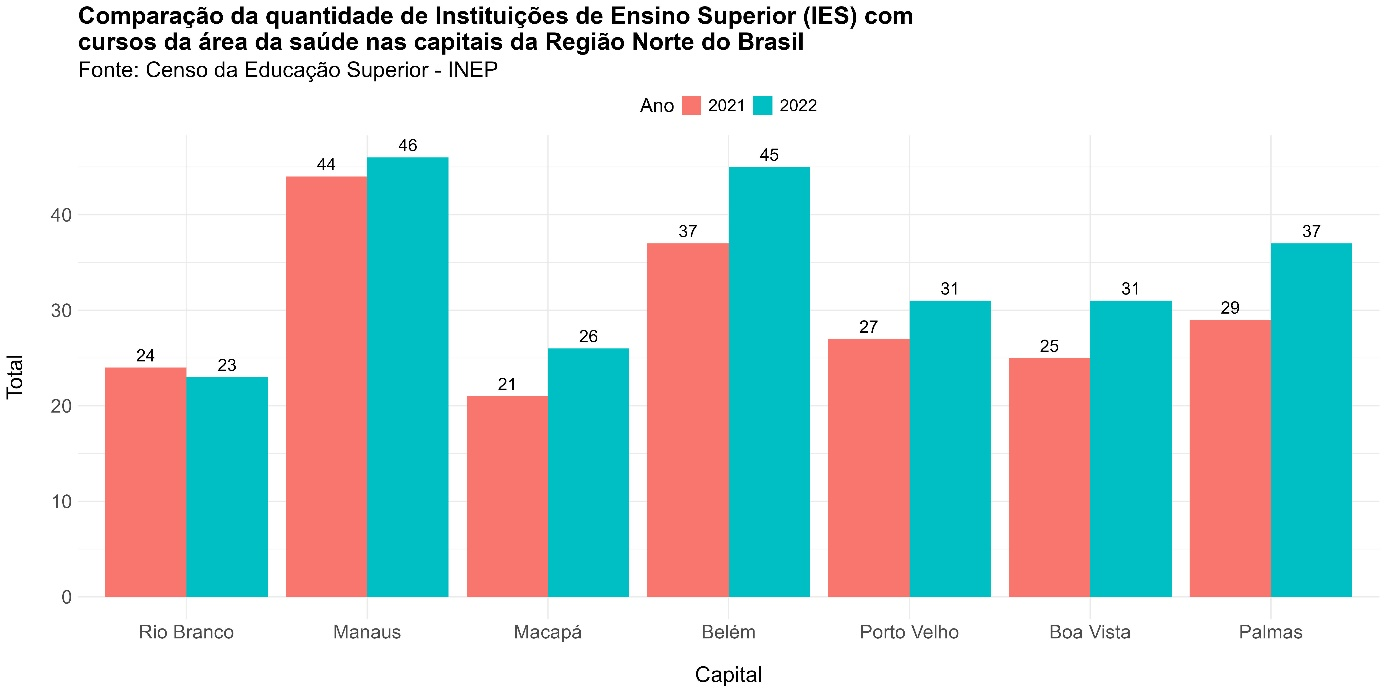 Comparação da quantidade de Instituições de Ensino Superior (IES) com
cursos da área da saúde nas capitais da Região Norte do Brasil
Fonte: Censo da Educação Superior - INEP
Ano 2021 2022
Total
40
30
20
10
0
24 23
44 46
21 26
37 45
27 31
25 31
29 37
Rio Branco Manaus Macapá Belém Porto Velho Boa Vista Palmas
Capital